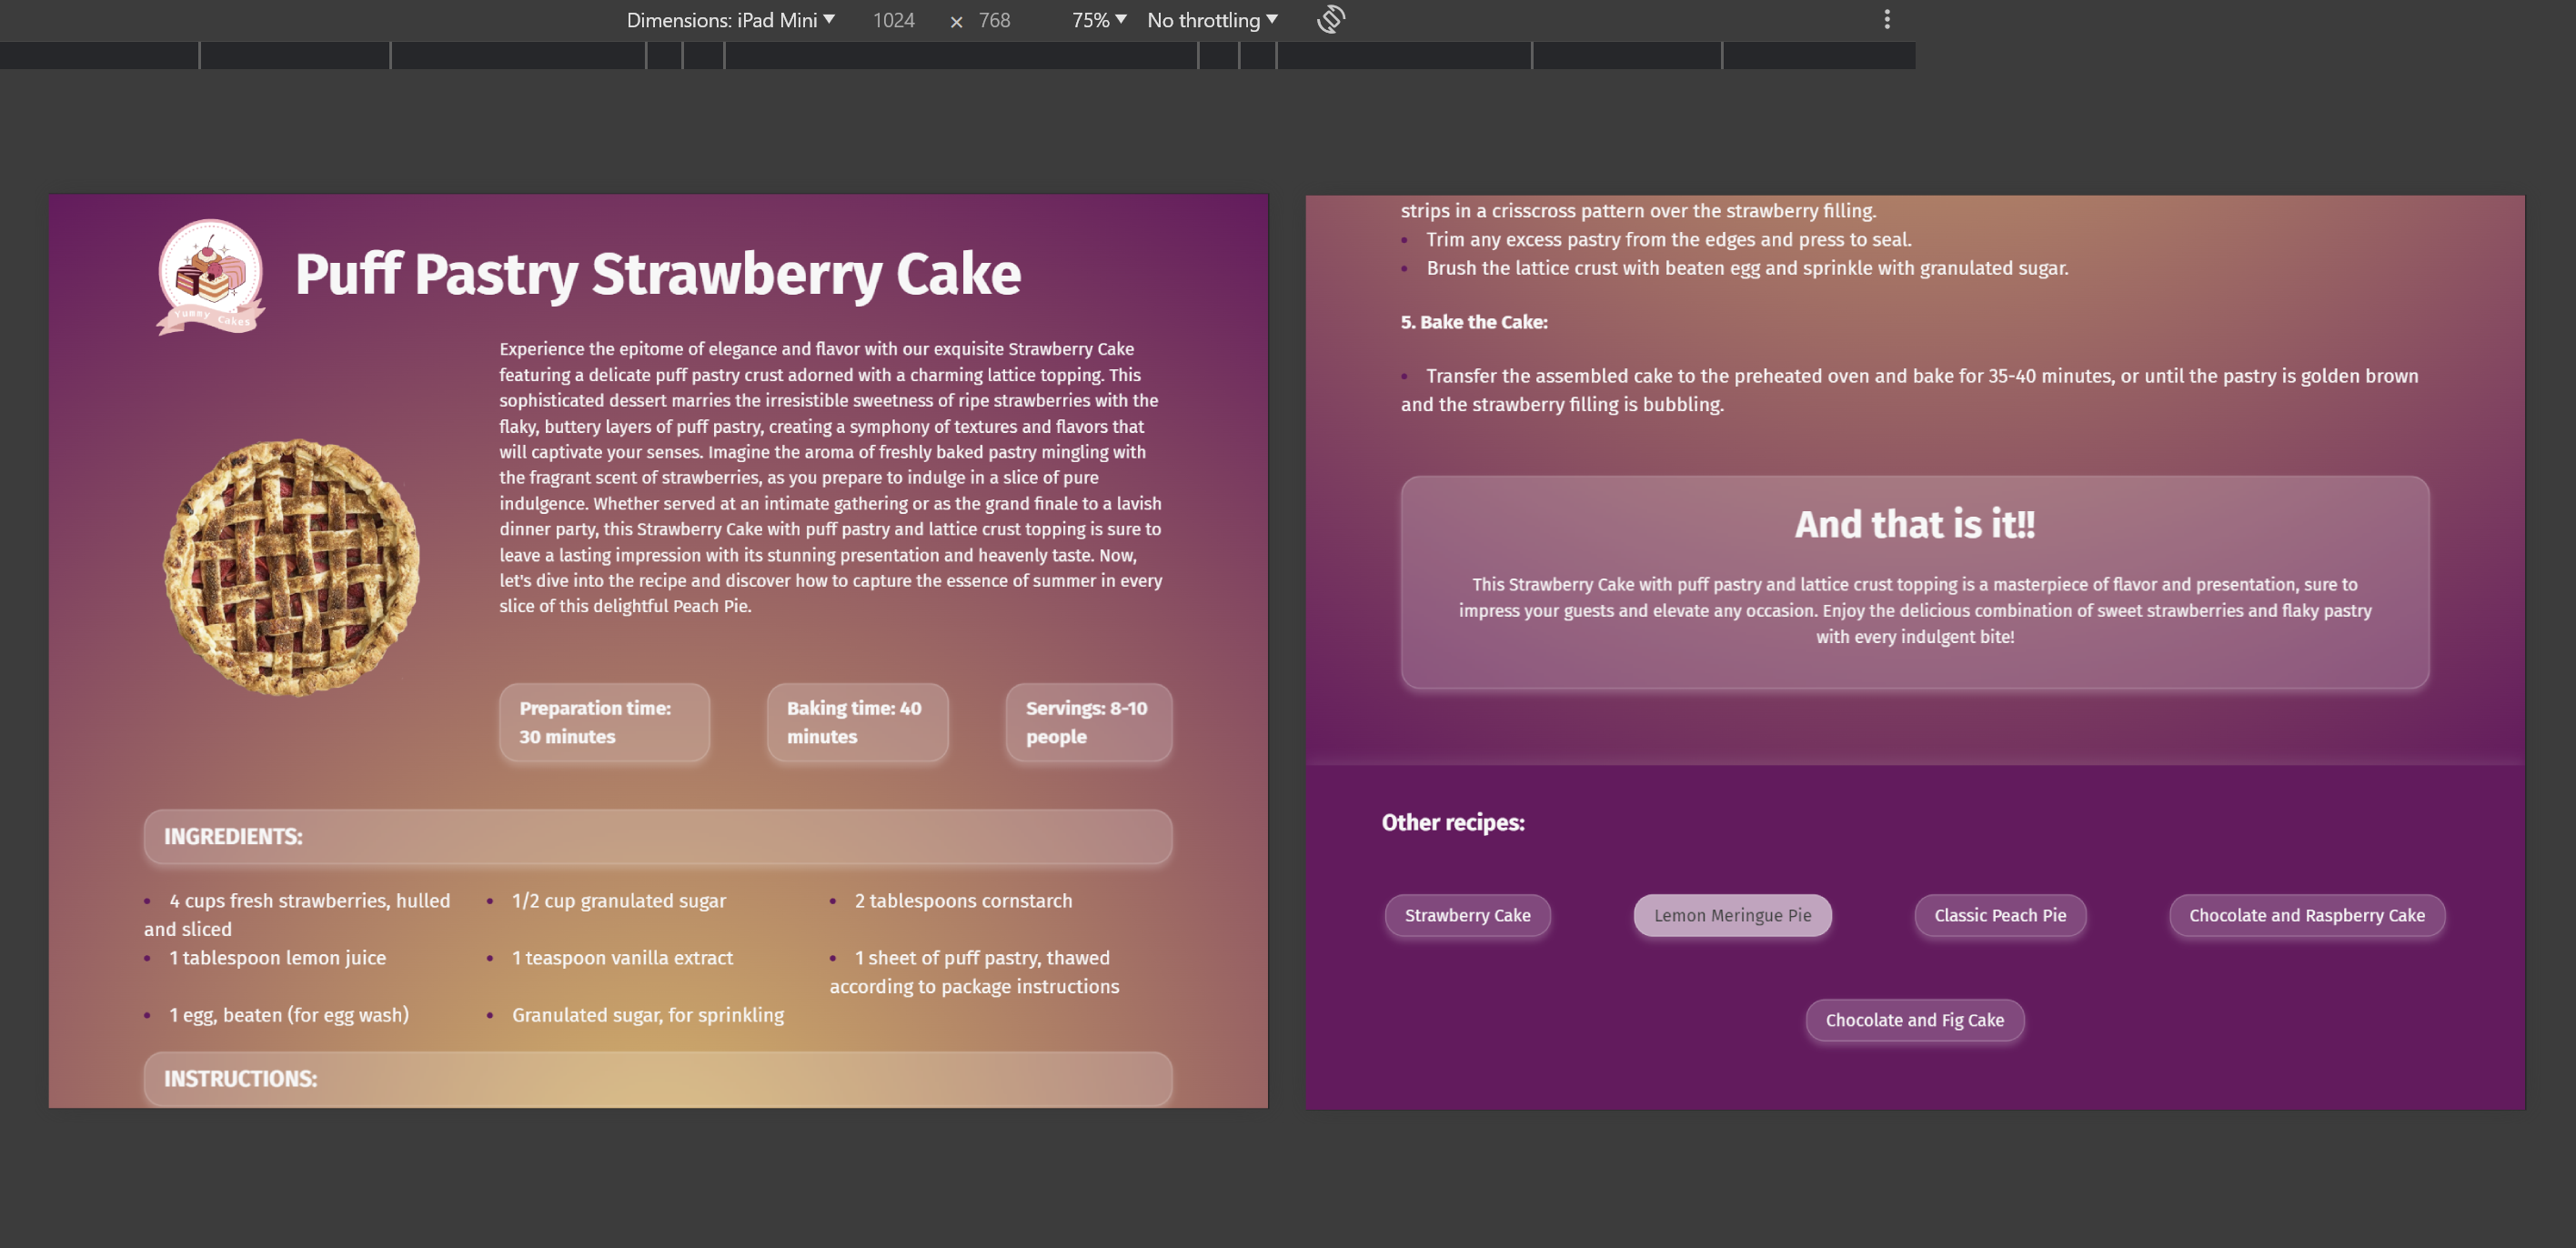 Dimensions: iPad Mini 1024 × 768 75% No throttling
Yummy Cakes
Puff Pastry Strawberry Cake
Experience the epitome of elegance and flavor with our exquisite Strawberry Cake
featuring a delicate puff pastry crust adorned with a charming lattice topping. This
sophisticated dessert marries the irresistible sweetness of ripe strawberries with the
flaky, buttery layers of puff pastry, creating a symphony of textures and flavors that
will captivate your senses. Imagine the aroma of freshly baked pastry mingling with
the fragrant scent of strawberries, as you prepare to indulge in a slice of pure
indulgence. Whether served at an intimate gathering or as the grand finale to a lavish
dinner party, this Strawberry Cake with puff pastry and lattice crust topping is sure to
leave a lasting impression with its stunning presentation and heavenly taste. Now,
let's dive into the recipe and discover how to capture the essence of summer in every
slice of this delightful Peach Pie.
Preparation time:
30 minutes
Baking time: 40
minutes
Servings: 8-10
people
INGREDIENTS:
• 4 cups fresh strawberries, hulled
and sliced
• 1/2 cup granulated sugar
• 2 tablespoons cornstarch
• 1 tablespoon lemon juice
• 1 teaspoon vanilla extract
• 1 sheet of puff pastry, thawed
according to package instructions
• 1 egg, beaten (for egg wash)
• Granulated sugar, for sprinkling
INSTRUCTIONS:
strips in a crisscross pattern over the strawberry filling.
• Trim any excess pastry from the edges and press to seal.
• Brush the lattice crust with beaten egg and sprinkle with granulated sugar.
5. Bake the Cake:
• Transfer the assembled cake to the preheated oven and bake for 35-40 minutes, or until the pastry is golden brown
and the strawberry filling is bubbling.
And that is it!!
This Strawberry Cake with puff pastry and lattice crust topping is a masterpiece of flavor and presentation, sure to
impress your guests and elevate any occasion. Enjoy the delicious combination of sweet strawberries and flaky pastry
with every indulgent bite!
Other recipes:
Strawberry Cake
Lemon Meringue Pie
Classic Peach Pie
Chocolate and Raspberry Cake
Chocolate and Fig Cake